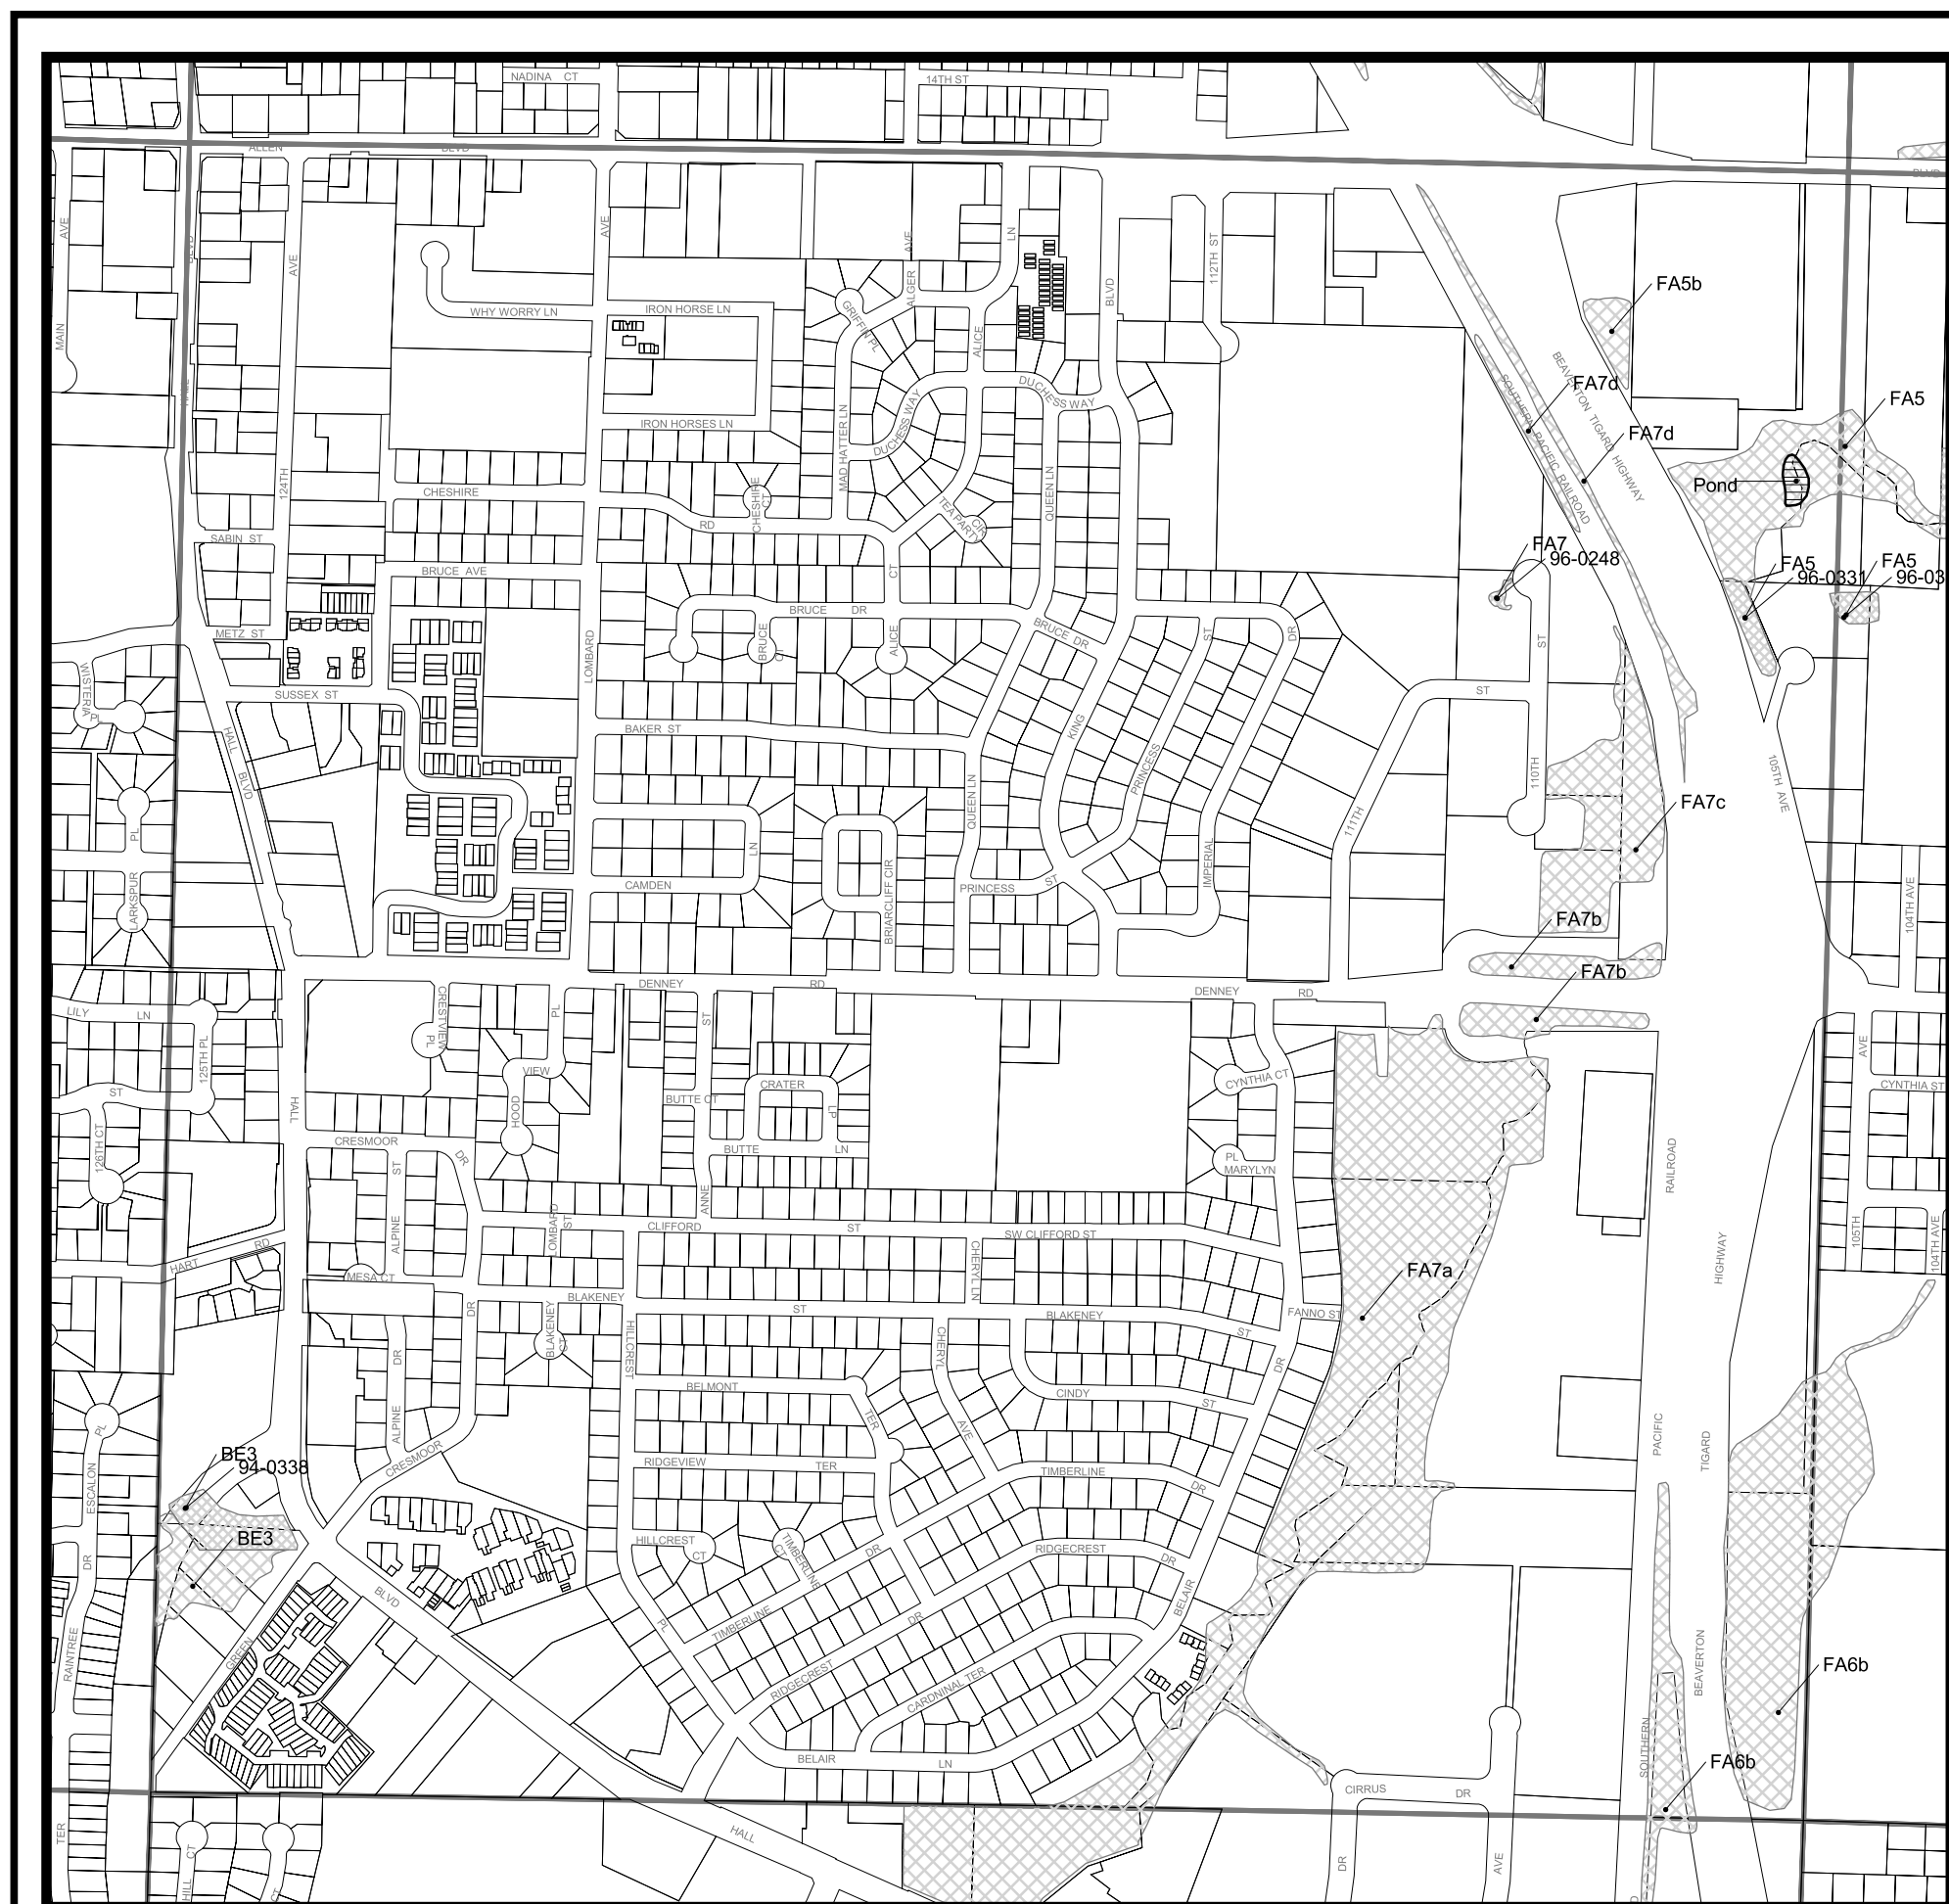 NADINA CT
14TH ST
ALLEN
BLVD
BLVD
AVE
BLVD
AVE
AVE
AVE
LN
112TH ST
BLVD
MAIN
WHY WORRY LN
IRON HORSE LN
GRIFFIN PL
ALGER
ALICE
FA5b
BEAVERTON TIGARD HIGHWAY
SOUTHERN PACIFIC RAILROAD
FA7d
DUCHESS WAY
DUCHESS WAY
FA5
IRON HORSES LN
MAD HATTER LN
FA7d
124TH
CHESHIRE
CHESHIRE CT
RD
QUEEN LN
TEA PARTY CIR
Pond
SABIN ST
BRUCE AVE
CT
FA7
96-0248
FA5
96-0331
FA5
96-03
METZ ST
LOMBARD
BRUCE DR
BRUCE
ALICE
BRUCE DR
ST
DR
ST
WISTERIA
PL
SUSSEX ST
ST
HALL BLVD
BAKER ST
KING
PRINCESS
110TH
105TH AVE
PL
QUEEN LN
111TH
FA7c
LN
IMPERIAL
LARKSPUR
CAMDEN
BRIARCLIFF CIR
PRINCESS ST
104TH AVE
FA7b
FA7b
DENNEY
RD
DENNEY
RD
LILY LN
CRESTVIEW
PL
PL
ST
125TH PL
VIEW
HOOD
CRATER
LP
CYNTHIA CT
AVE
CYNTHIA ST
ST
BUTTE CT
HALL
126TH CT
CRESMOOR
DR
BUTTE LN
PL
MARYLYN
RAILROAD
ST
ALPINE
ANNE
LOMBARD ST
CLIFFORD
ST
SW CLIFFORD ST
CHERYL LN
105TH
104TH AVE
HART RD
MESA CT
FA7a
HIGHWAY
BLAKENEY
ST
BLAKENEY
ST
FANNO ST
DR
BLAKENEY CT
HILLCREST
CHERYL
AVE
DR
ALPINE
BELMONT
TER
CINDY
ST
DR
PL
ESCALON
CRESMOOR
RIDGEVIEW
TER
TIMBERLINE
DR
PACIFIC
TIGARD
BE3
94-0338
BE3
HILLCREST
CT
TIMBERLINE CT
DR
RIDGECREST
DR
DR
BLVD
BELAIR
RAINTREE
GREEN
PL
TIMBERLINE
DR
RIDGECREST
CARDNINAL TER
BEAVERTON
FA6b
SOUTHERN
FA6b
BELAIR
LN
CIRRUS
DR
TER
CT
HILL
CT
HALL
DR
AVE